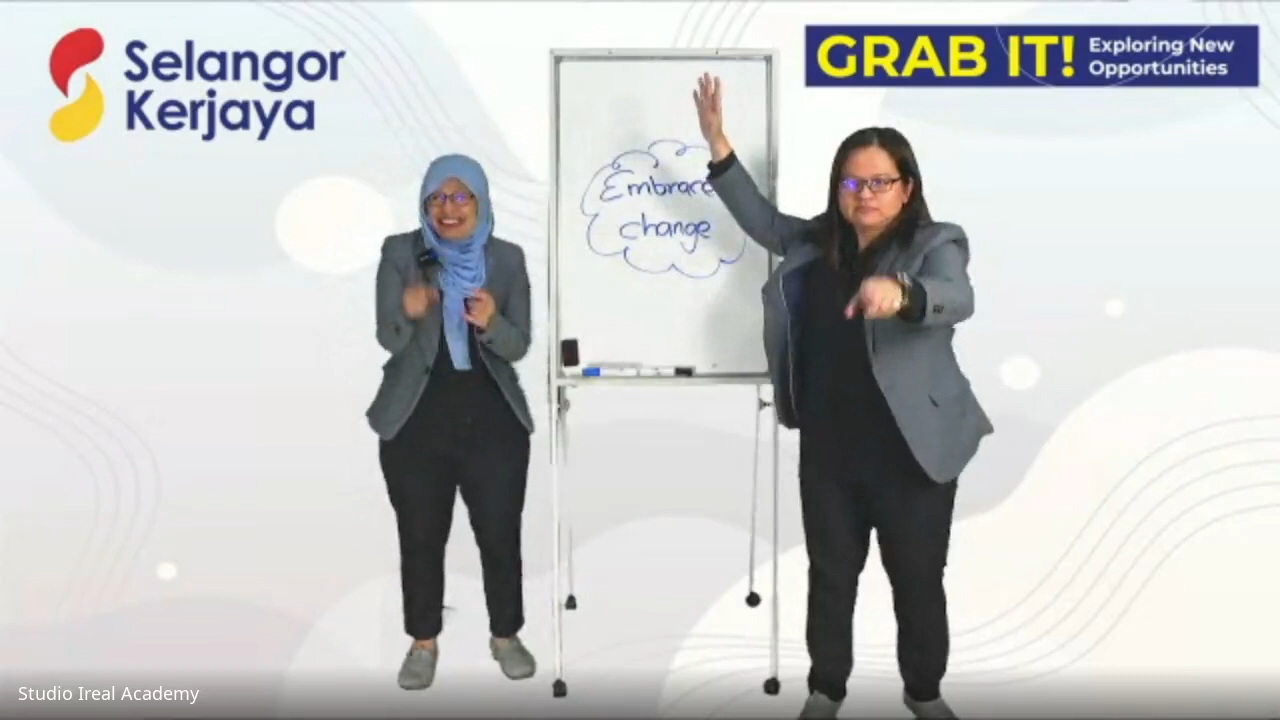 Selangor
Kerjaya
GRAB IT!
Exploring New
Opportunities
Embrace
change
Studio Ireal Academy